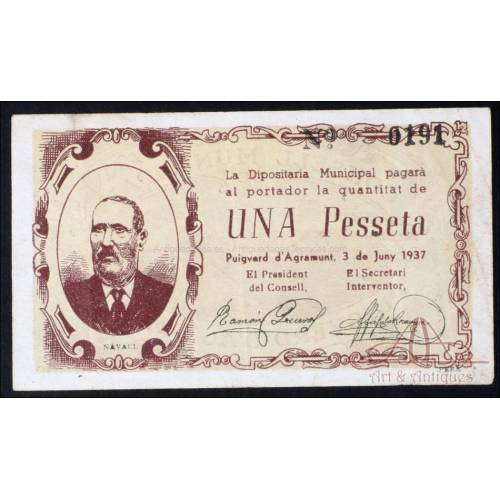 Nº 0191
La Dipositaria Municipal pagarà
al portador la quantitat de
UNA Pesseta
Puigverd d'Agramunt, 3 de Juny 1937
El President
del Consell,
El Secretari
Interventor,
Ramón
NAVALL
Art & Antiques